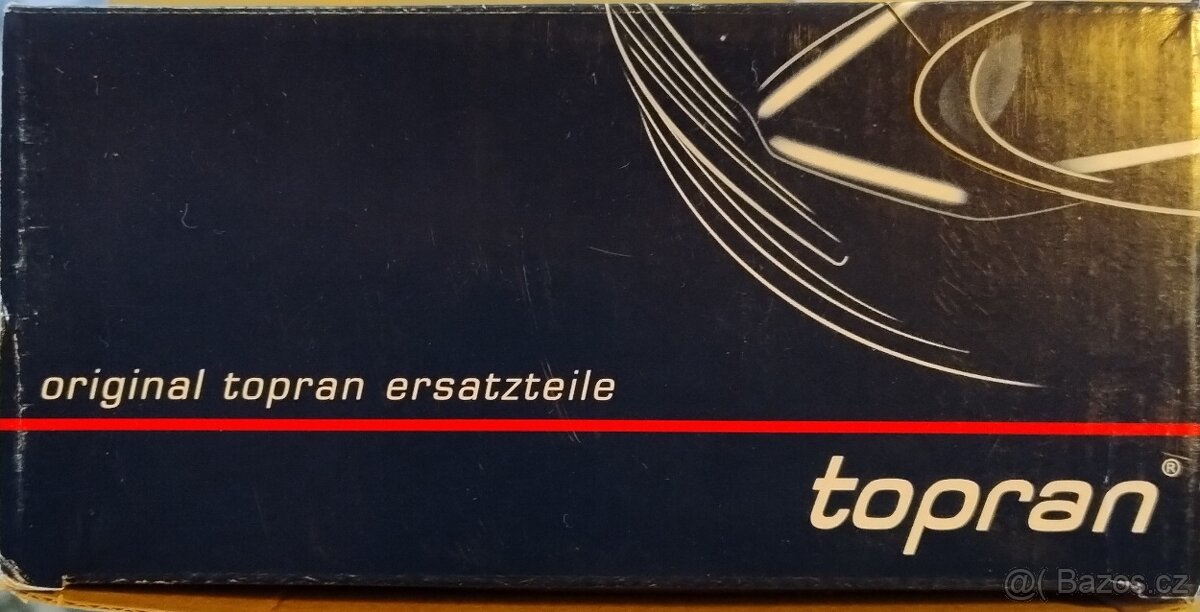 original topran ersatzteile
topran®
@( Bazos.cz